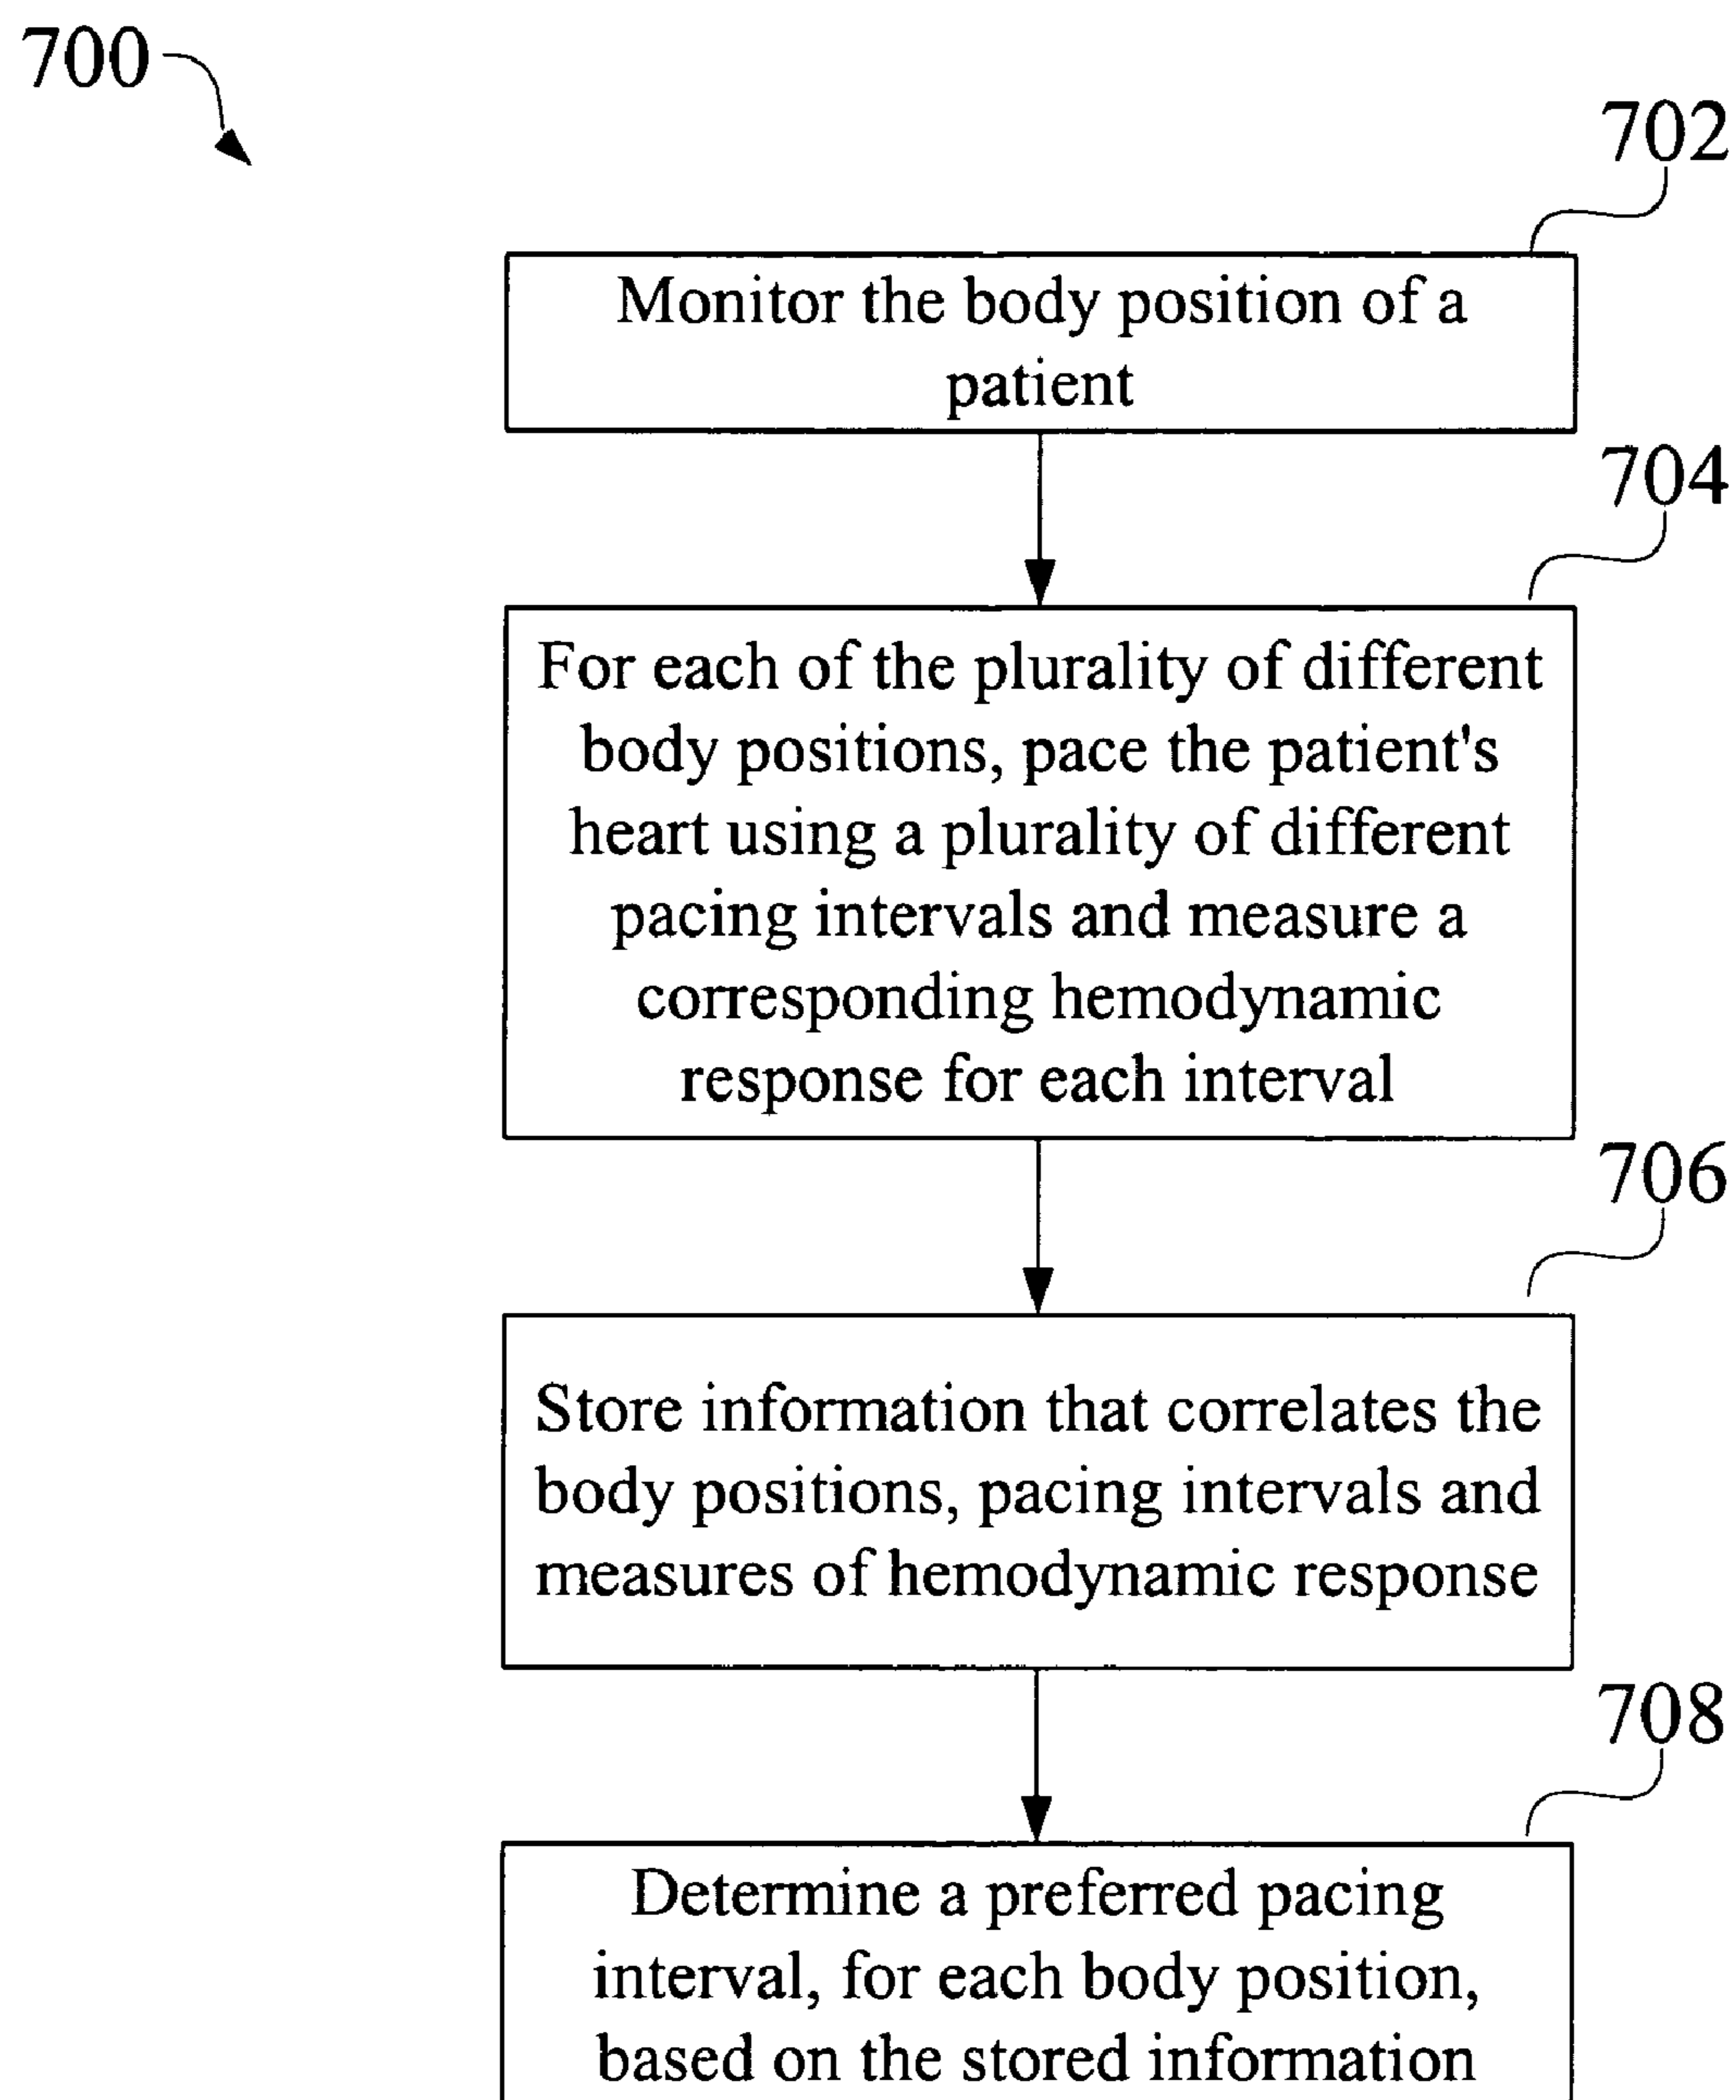 700
702
Monitor the body position of a
patient
704
For each of the plurality of different
body positions, pace the patient's
heart using a plurality of different
pacing intervals and measure a
corresponding hemodynamic
response for each interval
706
Store information that correlates the
body positions, pacing intervals and
measures of hemodynamic response
708
Determine a preferred pacing
interval, for each body position,
based on the stored information